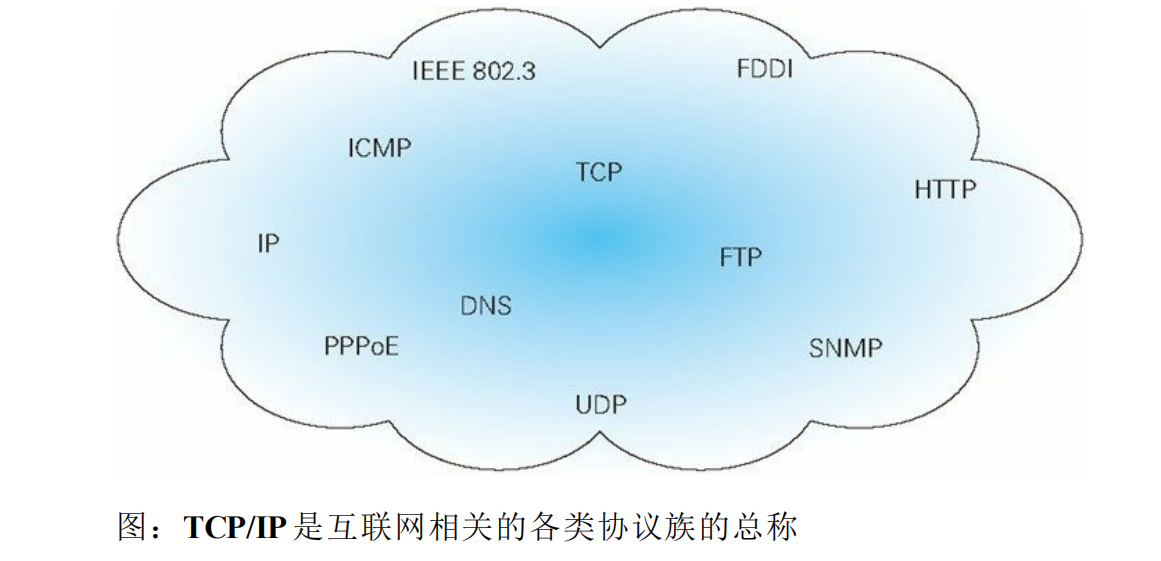 IEEE 802.3
FDDI
ICMP
TCP
HTTP
IP
FTP
DNS
PPPoE
SNMP
UDP
图：TCP/IP 是互联网相关的各类协议族的总称